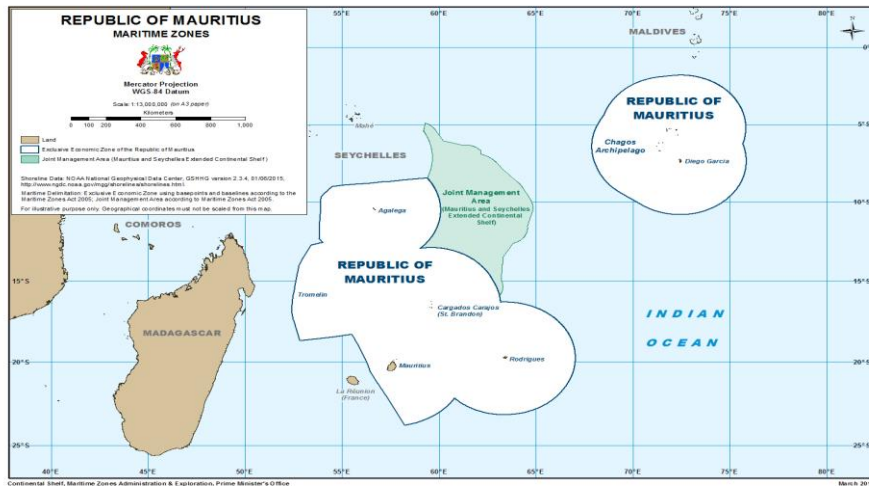 REPUBLIC OF MAURITIUS
MARITIME ZONES
Mercator Projection
WGS-84 Datum
Scale: 1:13,000,000 (on A3 paper)
Kilometers
0 100 200 400 600 800 1,000
Land
Exclusive Economic Zone of the Republic of Mauritius
Joint Management Area (Mauritius and Seychelles Extended Continental Shelf)
Shoreline Data: NOAA National Geophysical Data Center, GSHHG version 2.3.4,
http://www.ngdc.noaa.gov/mgg/shorelines/shorelines.html.
Maritime Delimitation: Exclusive Economic Zone using basepoints and baselines according to the
Maritime Zones Act 2005; Joint Management Area according to Maritime Zones Act 2005.
For illustrative purpose only. Geographical coordinates must not be scaled from this map.
55°E 60°E 65°E 70°E 75°E 80°E
N
MALDIVES
0°
REPUBLIC OF
MAURITIUS
Chagos
Archipelago
Diego Garcia
5°S
Mahé
SEYCHELLES
Joint Management
Area
(Mauritius and Seychelles
Extended Continental
Shelf)
Agalega
10°S
COMOROS
REPUBLIC OF
MAURITIUS
15°S 15°S
Tromelin
Cargados Carajos
(St. Brandon)
INDIAN
OCEAN
MADAGASCAR
20°S 20°S
Mauritius
Rodrigues
La Réunion
(France)
25°S 25°S
40°E 45°E 50°E 55°E 60°E 65°E 70°E 75°E 80°E
Continental Shelf, Maritime Zones Administration & Exploration, Prime Minister's Office
March